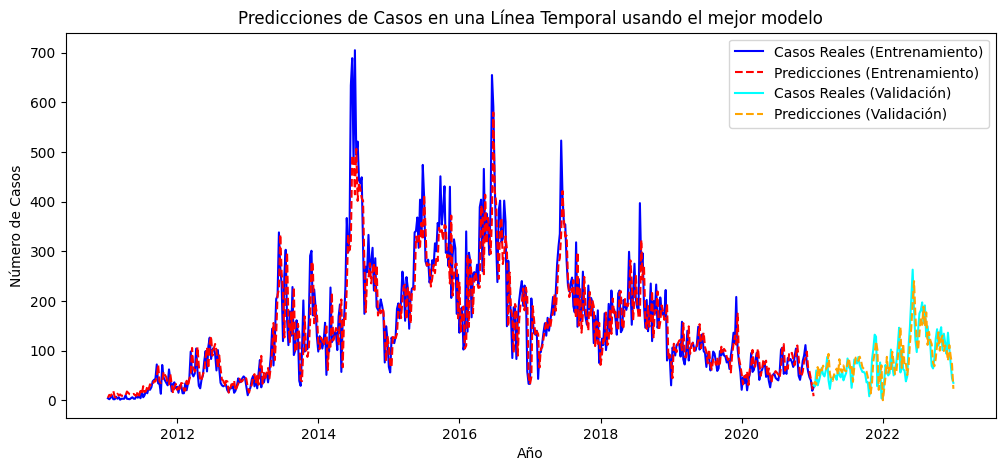 Predicciones de Casos en una Línea Temporal usando el mejor modelo
Casos Reales (Entrenamiento)
Predicciones (Entrenamiento)
Casos Reales (Validación)
Predicciones (Validación)
Número de Casos
700
600
500
400
300
200
100
0
2012
2014
2016
2018
2020
2022
Año